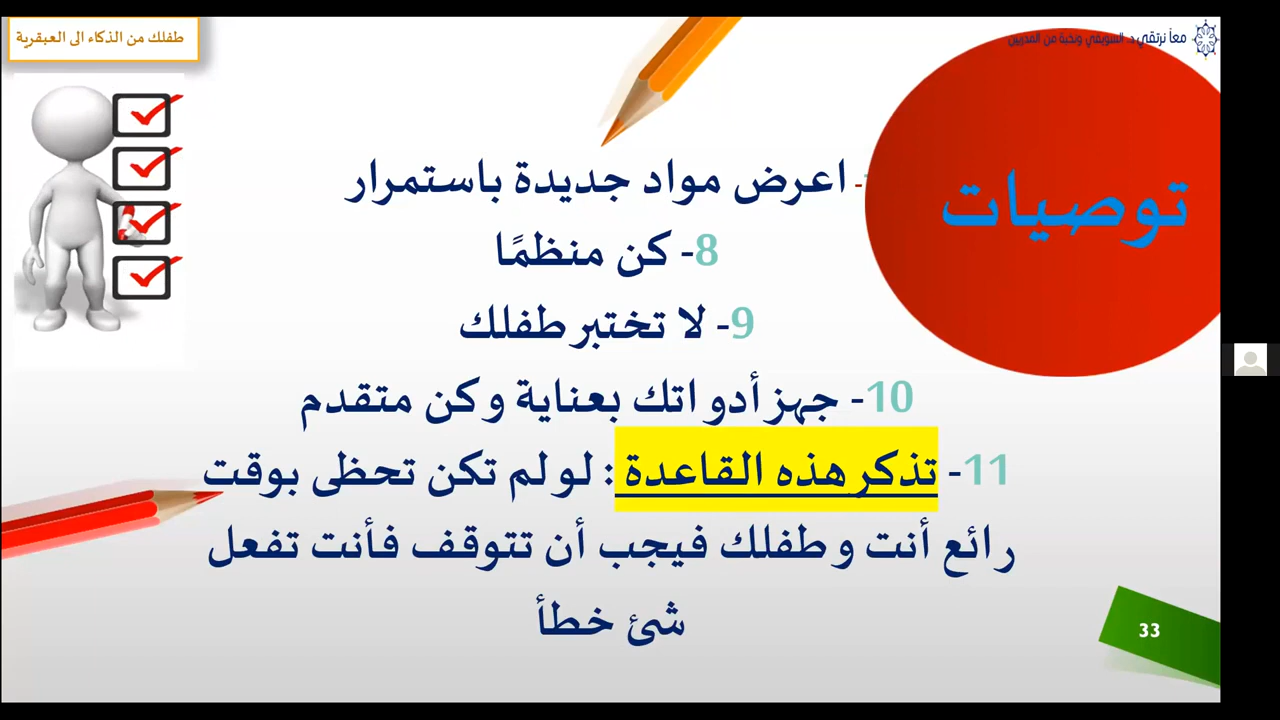 طفلك من الذكاء الى العبقرية
معاً نرتقي د. السويفي ونخبة من المدربين
توصيات
- اعرض مواد جديدة باستمرار
8- كن منظمًا
9- لا تختبر طفلك
10- جهز أدواتك بعناية وكن متقدم
11- تذكر هذه القاعدة : لو لم تكن تحظى بوقت
رائع أنت وطفلك فيجب أن تتوقف فأنت تفعل
شئ خطأ
33